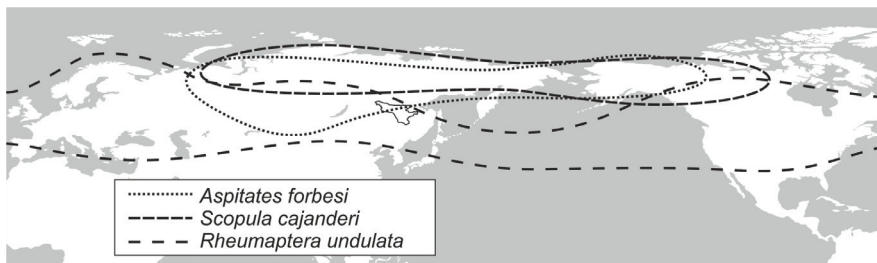 Aspitates forbesi
Scopula cajanderi
Rheumaptera undulata